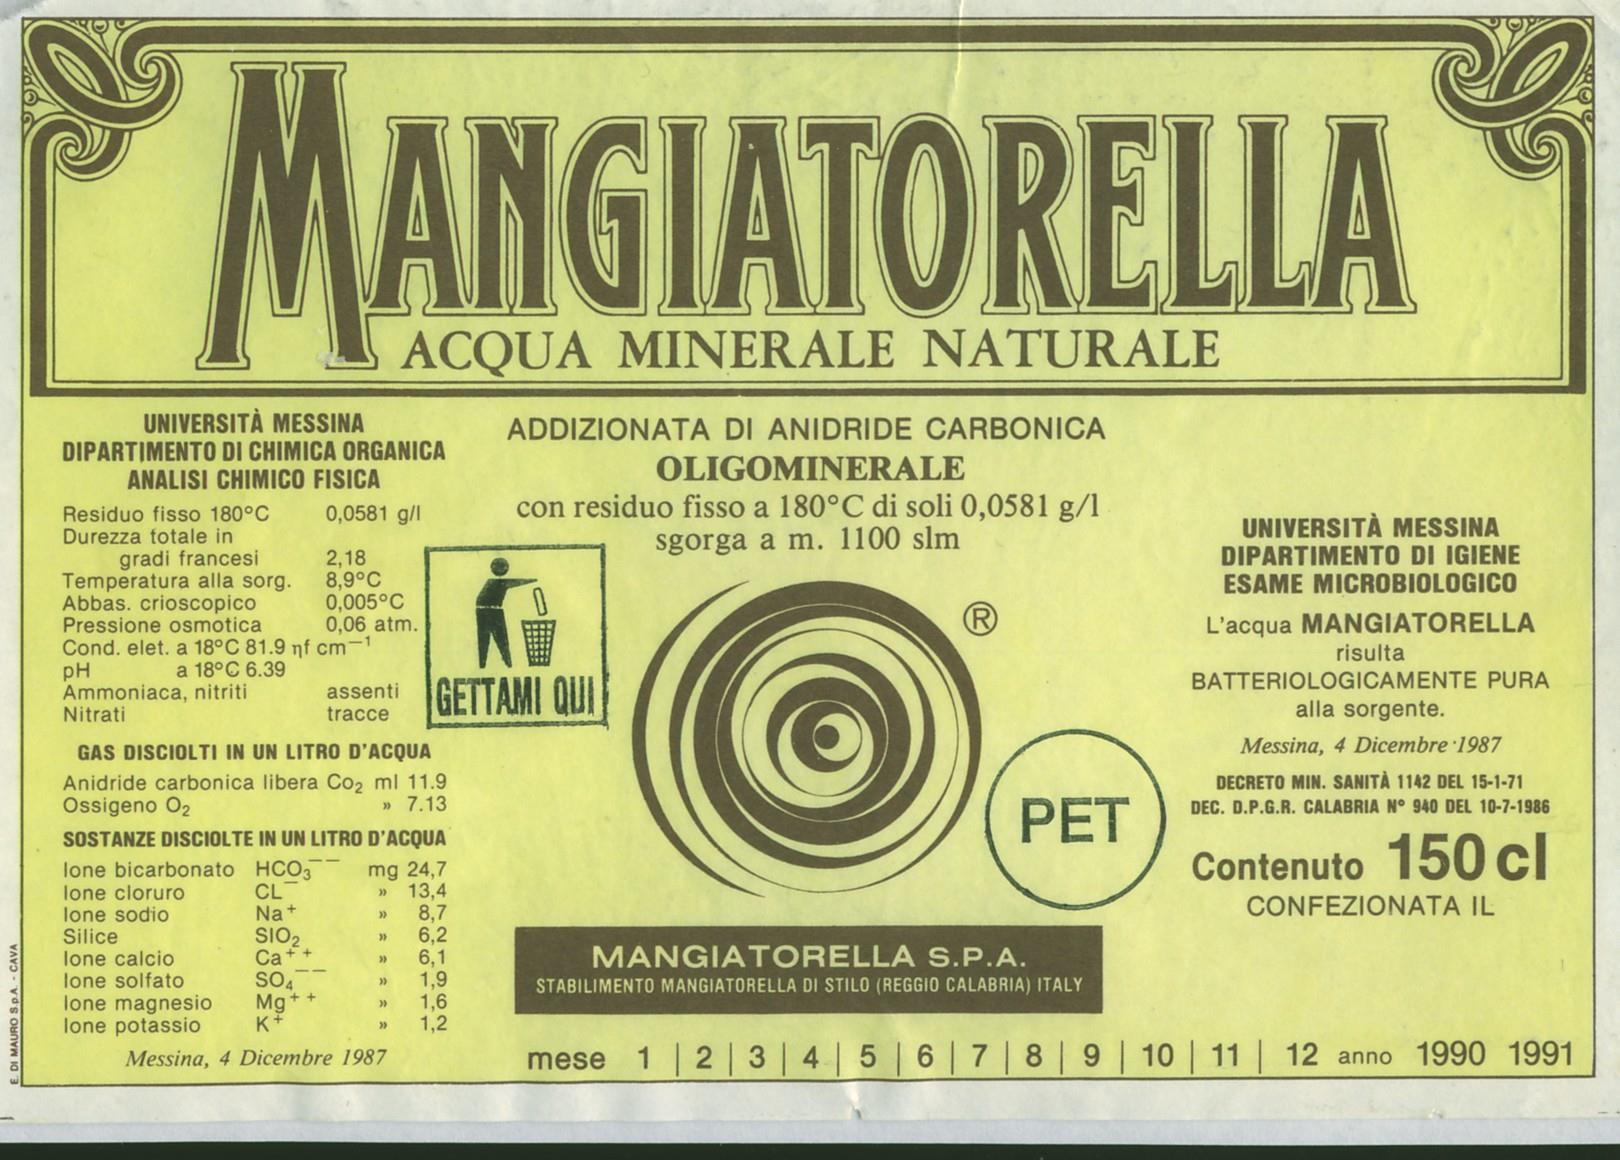 MANGIATORELLA
ACQUA MINERALE NATURALE
UNIVERSITÀ MESSINA
DIPARTIMENTO DI CHIMICA ORGANICA
ANALISI CHIMICO FISICA
Residuo fisso 180°C 0,0581 g/l
Durezza totale in
gradi francesi 2,18
Temperatura alla sorg. 8,9°C
Abbas. crioscopico 0,005°C
Pressione osmotica 0,06 atm.
Cond. elet. a 18°C 81.9 ηf cm⁻¹
pH a 18°C 6.39
Ammoniaca, nitriti assenti
Nitrati tracce
GAS DISCIOLTI IN UN LITRO D'ACQUA
Anidride carbonica libera Co₂ ml 11.9
Ossigeno O₂ » 7.13
SOSTANZE DISCIOLTE IN UN LITRO D'ACQUA
Ione bicarbonato HCO₃⁻⁻ mg 24,7
Ione cloruro CL⁻ » 13,4
Ione sodio Na⁺ » 8,7
Silice SIO₂ » 6,2
Ione calcio Ca⁺⁺ » 6,1
Ione solfato SO₄⁻⁻ » 1,9
Ione magnesio Mg⁺⁺ » 1,6
Ione potassio K⁺ » 1,2
Messina, 4 Dicembre 1987
E. DI MAURO S.p.A. - CAVA
ADDIZIONATA DI ANIDRIDE CARBONICA
OLIGOMINERALE
con residuo fisso a 180°C di soli 0,0581 g/l
sgorga a m. 1100 slm
GETTAMI QUI
®
PET
MANGIATORELLA S.P.A.
STABILIMENTO MANGIATORELLA DI STILO (REGGIO CALABRIA) ITALY
UNIVERSITÀ MESSINA
DIPARTIMENTO DI IGIENE
ESAME MICROBIOLOGICO
L'acqua MANGIATORELLA
risulta
BATTERIOLOGICAMENTE PURA
alla sorgente.
Messina, 4 Dicembre 1987
DECRETO MIN. SANITÀ 1142 DEL 15-1-71
DEC. D.P.G.R. CALABRIA N° 940 DEL 10-7-1986
Contenuto 150 cl
CONFEZIONATA IL
mese 1 | 2 | 3 | 4 | 5 | 6 | 7 | 8 | 9 | 10 | 11 | 12 anno 1990 1991